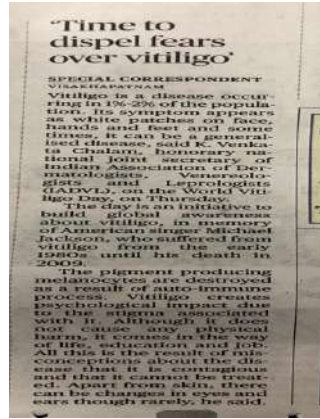 ‘Time to
dispel fears
over vitiligo’
SPECIAL CORRESPONDENT
VISAKHAPATNAM
Vitiligo is a disease occur-
ring in 1%-2% of the popula-
tion. Its symptom appears
as white patches on face,
hands and feet and some
times, it can be a general-
ised disease, said K. Venka-
ta Chalam, honorary na-
tional joint secretary of
Indian Association of Der-
matologists, Venereolo-
gists and Leprologists
(IADVL), on the World Viti-
ligo Day, on Thursday.
The day is an initiative to
build global awareness
about vitiligo, in memory
of American singer Michael
Jackson, who suffered from
vitiligo from the early
1980s until his death in
2009.
The pigment producing
melanocytes are destroyed
as a result of auto-immune
process. Vitiligo creates
psychological impact due
to the stigma associated
with it. Although it does
not cause any physical
harm, it comes in the way
of life, education and job.
All this is the result of mis-
conceptions about the dis-
ease that it is contagious
and that it cannot be treat-
ed. Apart from skin, there
can be changes in eyes and
ears though rarely, he said.